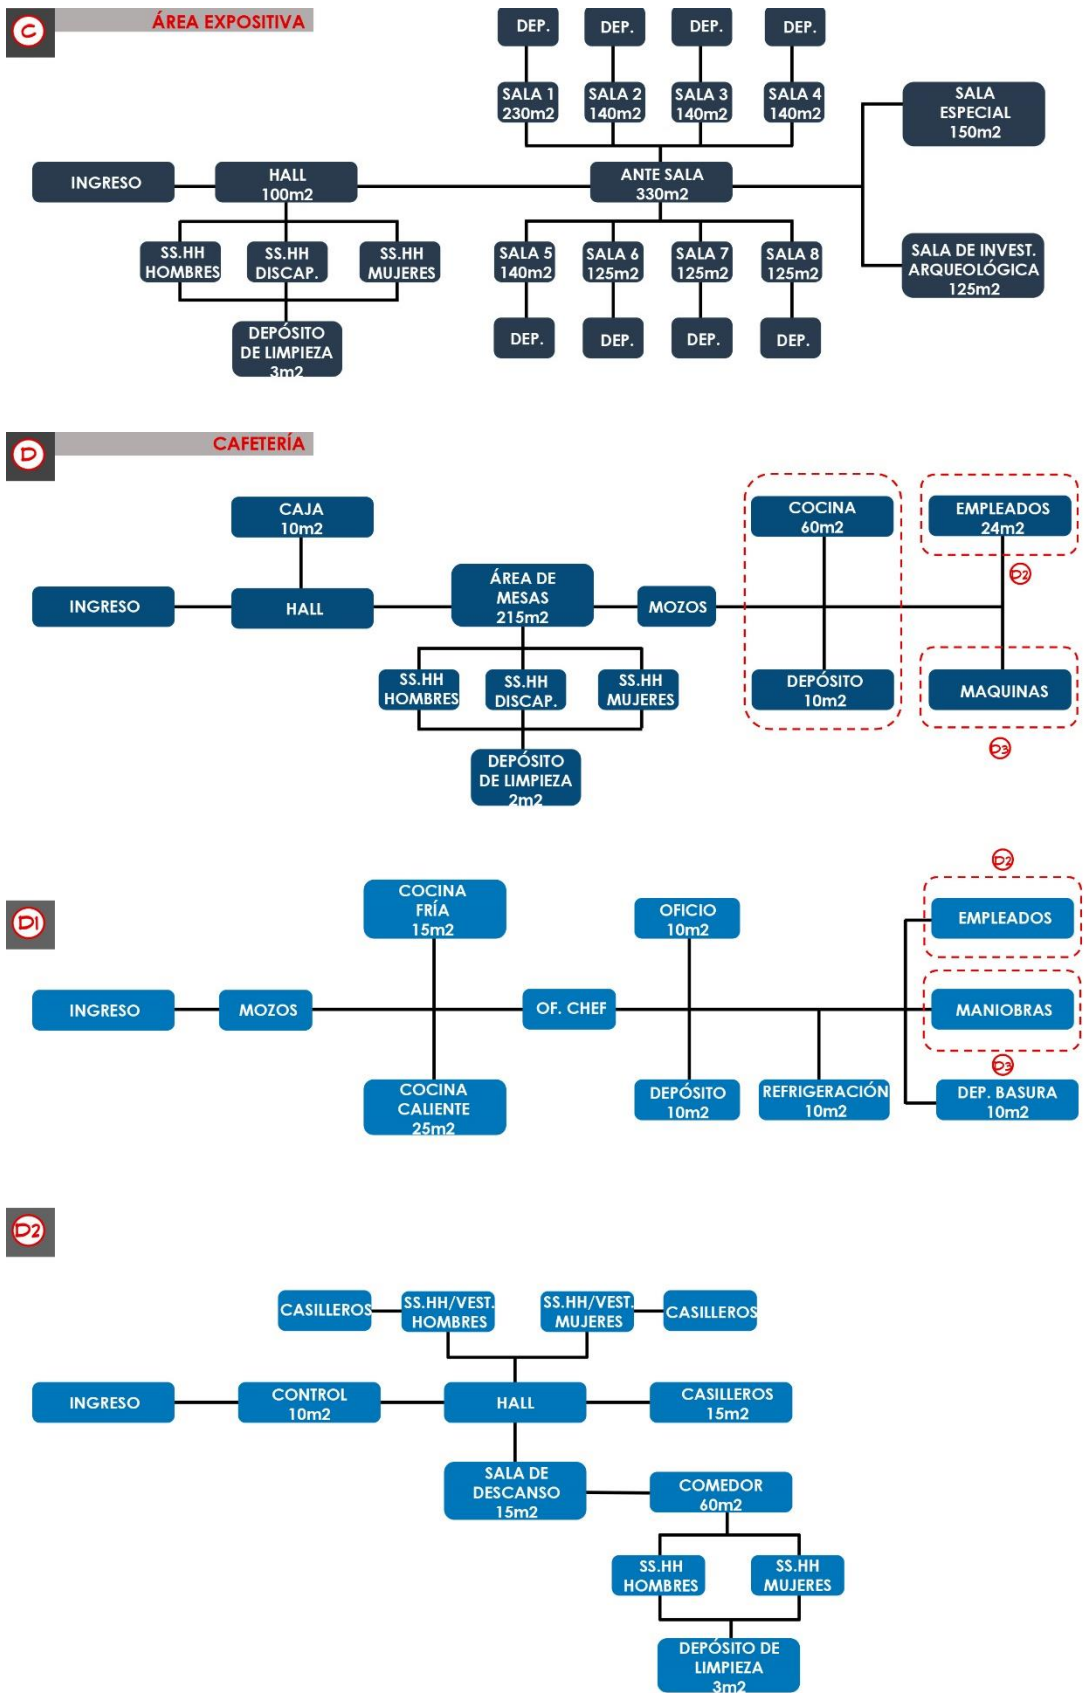 C
ÁREA EXPOSITIVA
DEP.
DEP.
DEP.
DEP.
SALA 1
230m2
SALA 2
140m2
SALA 3
140m2
SALA 4
140m2
SALA
ESPECIAL
150m2
INGRESO
HALL
100m2
ANTE SALA
330m2
SS.HH
HOMBRES
SS.HH
DISCAP.
SS.HH
MUJERES
SALA 5
140m2
SALA 6
125m2
SALA 7
125m2
SALA 8
125m2
SALA DE INVEST.
ARQUEOLÓGICA
125m2
DEPÓSITO
DE LIMPIEZA
3m2
DEP.
DEP.
DEP.
DEP.
D
CAFETERÍA
CAJA
10m2
COCINA
60m2
EMPLEADOS
24m2
D2
INGRESO
HALL
ÁREA DE
MESAS
215m2
MOZOS
SS.HH
HOMBRES
SS.HH
DISCAP.
SS.HH
MUJERES
DEPÓSITO
10m2
MAQUINAS
D3
DEPÓSITO
DE LIMPIEZA
2m2
D1
COCINA
FRÍA
15m2
OFICIO
10m2
D2
EMPLEADOS
INGRESO
MOZOS
OF. CHEF
MANIOBRAS
D3
COCINA
CALIENTE
25m2
DEPÓSITO
10m2
REFRIGERACIÓN
10m2
DEP. BASURA
10m2
D2
CASILLEROS
SS.HH/VEST.
HOMBRES
SS.HH/VEST.
MUJERES
CASILLEROS
INGRESO
CONTROL
10m2
HALL
CASILLEROS
15m2
SALA DE
DESCANSO
15m2
COMEDOR
60m2
SS.HH
HOMBRES
SS.HH
MUJERES
DEPÓSITO DE
LIMPIEZA
3m2